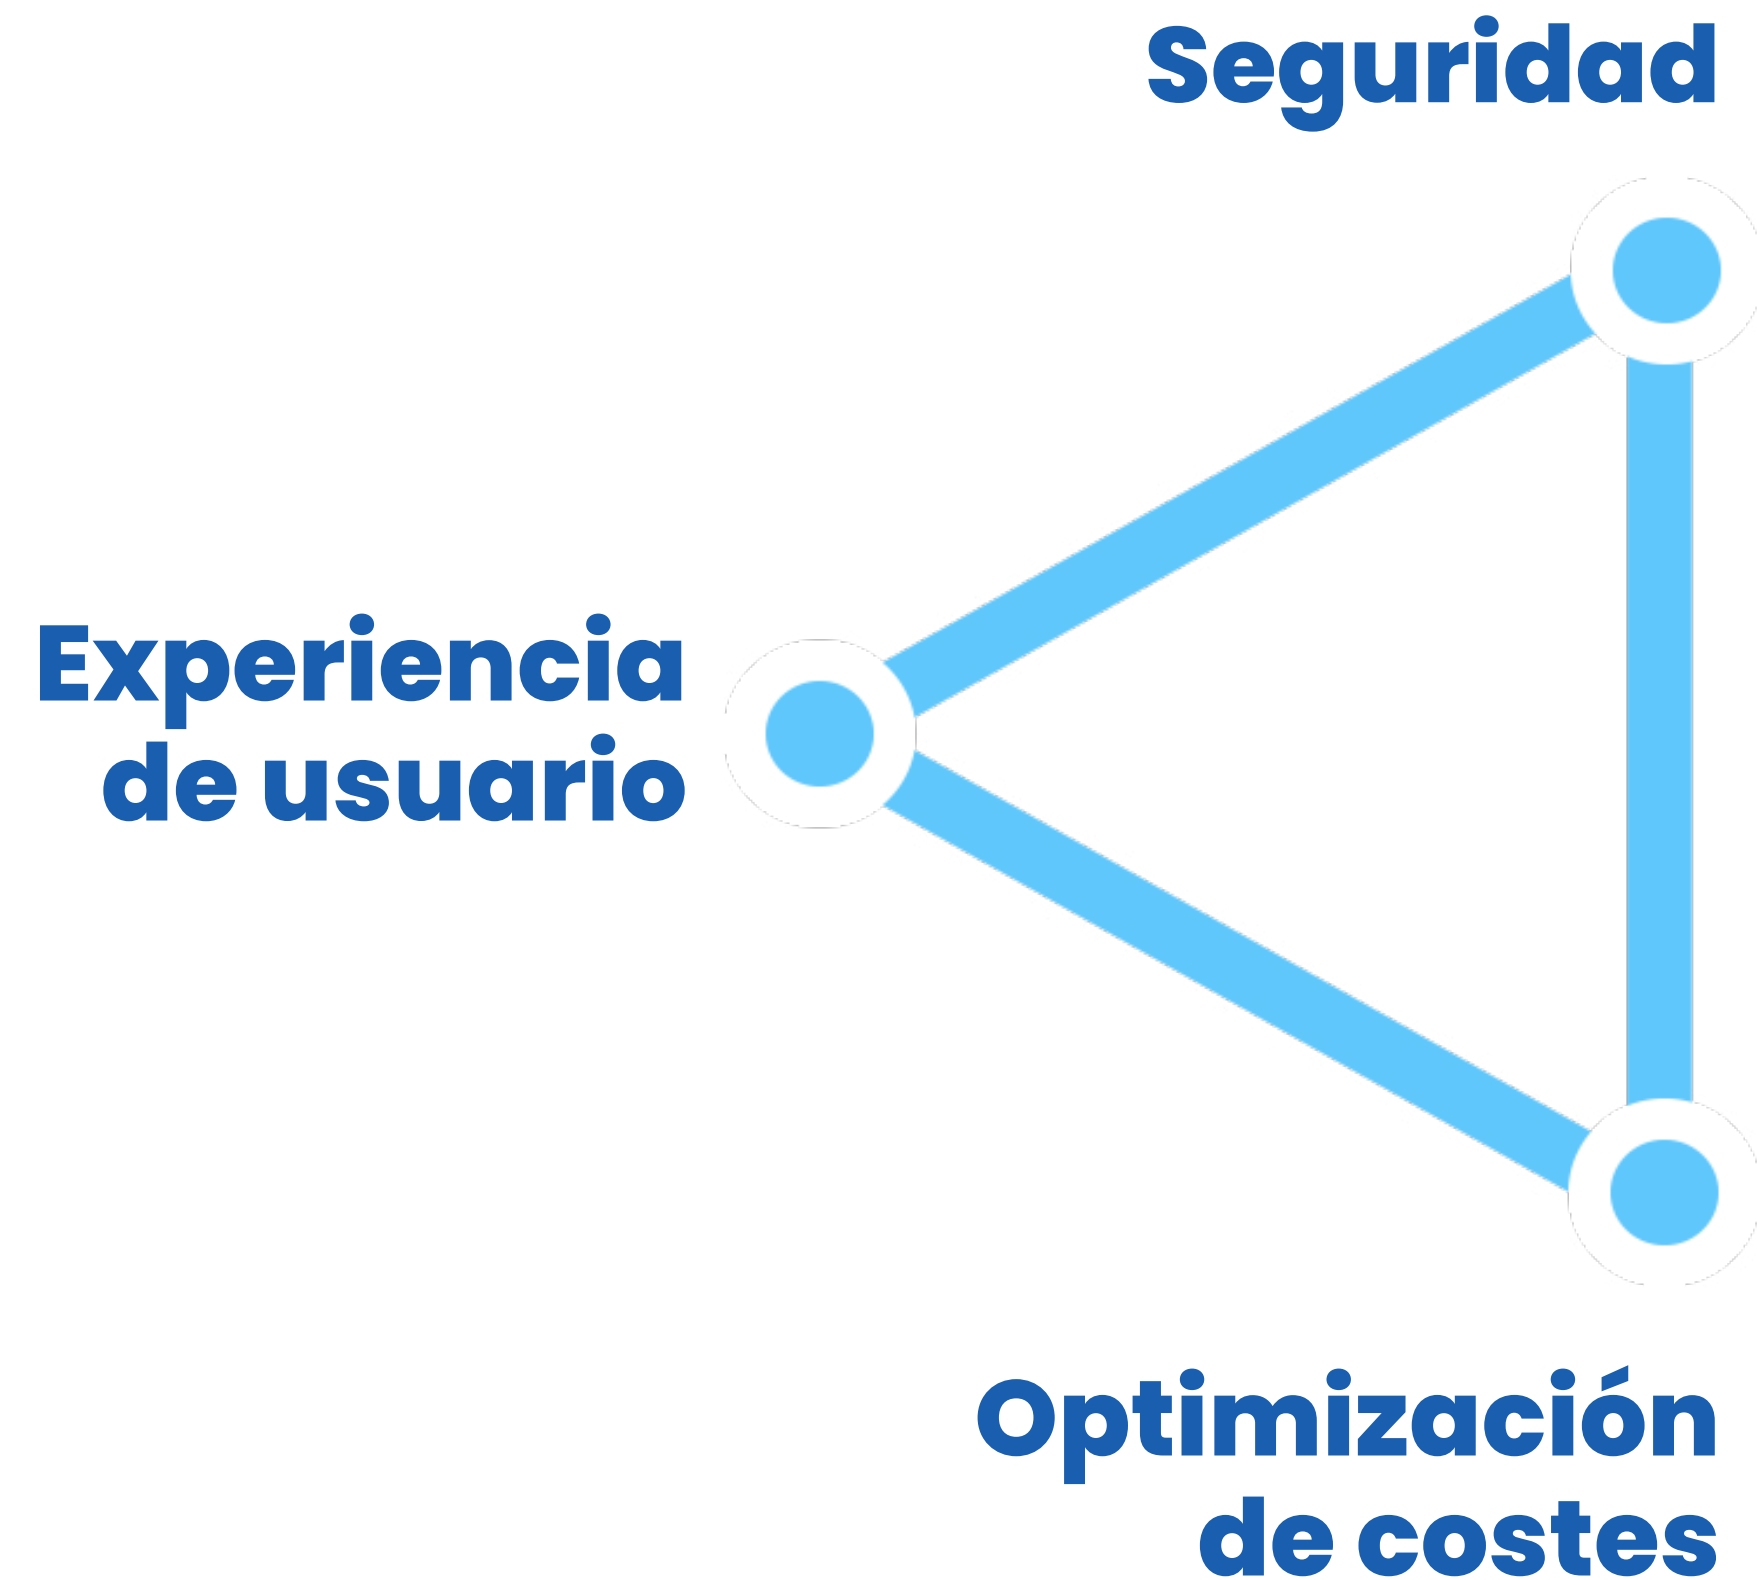 Seguridad
Experiencia
de usuario
Optimización
de costes